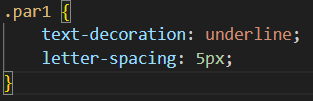 .par1 {
    text-decoration: underline;
    letter-spacing: 5px;
}